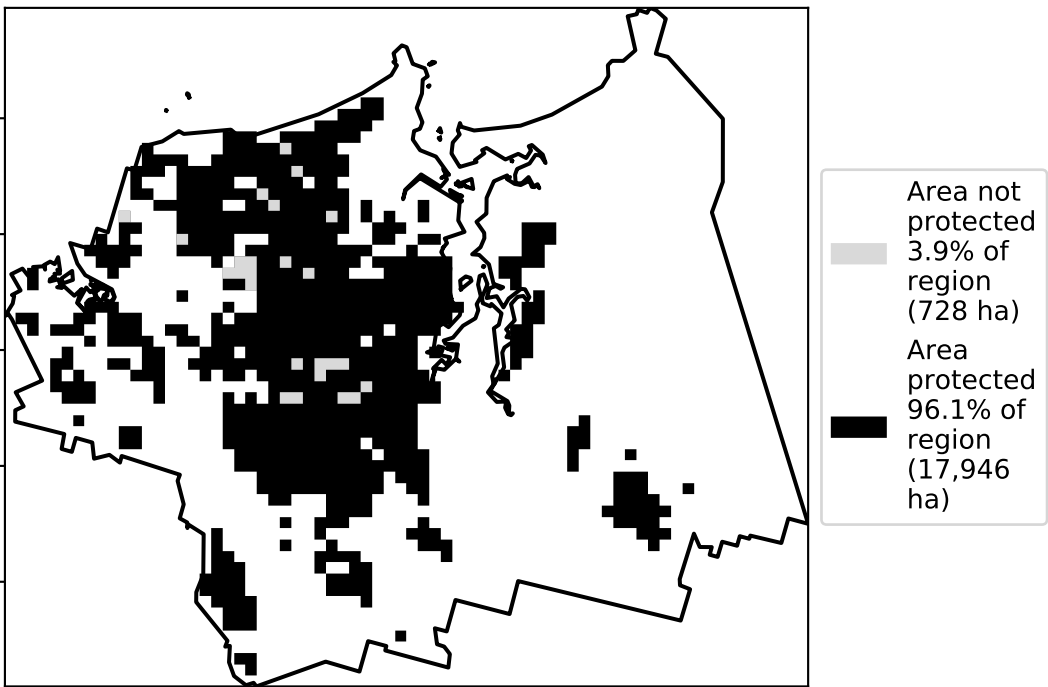 Area not
protected
3.9% of
region
(728 ha)
Area
protected
96.1% of
region
(17,946
ha)